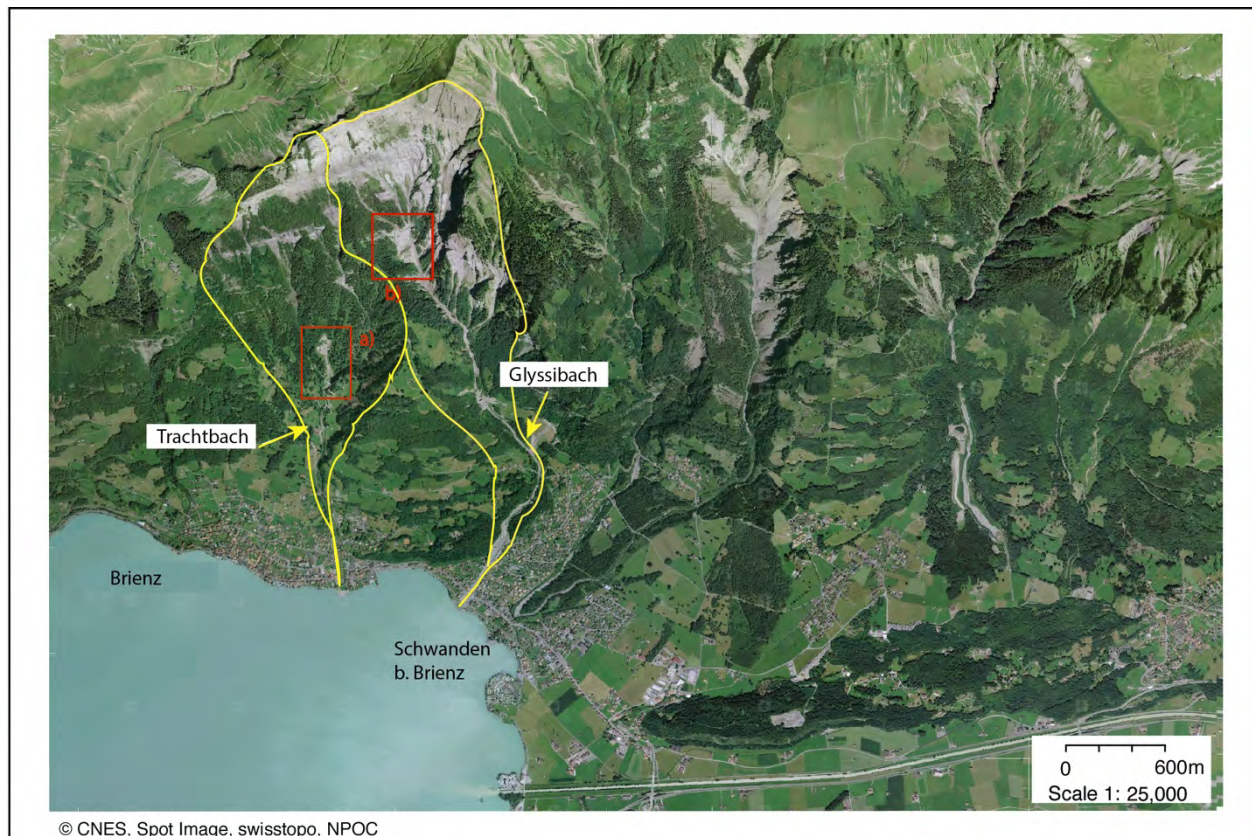 b)
a)
Glyssibach
Trachtbach
Brienz
Schwanden
b. Brienz
0 600m
Scale 1: 25,000
© CNES, Spot Image, swisstopo, NPOC